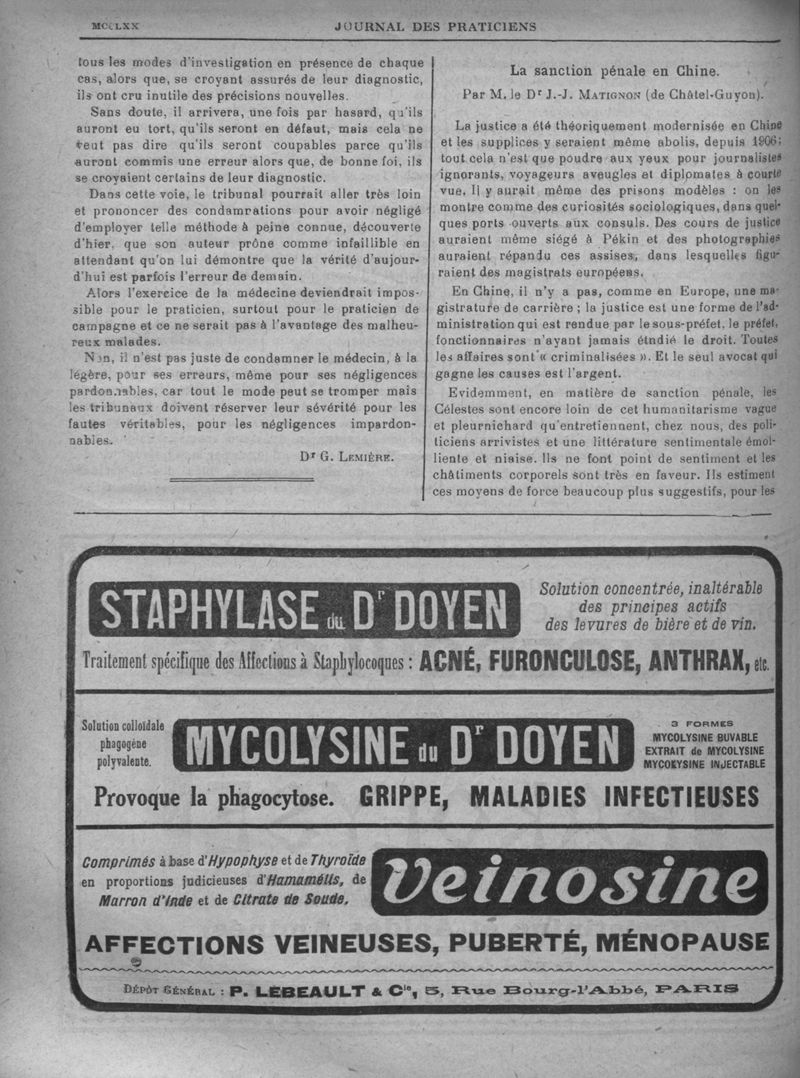 MCCLXX
JOURNAL DES PRATICIENS
tous les modes d'investigation en présence de chaque
cas, alors que, se croyant assurés de leur diagnostic,
ils ont cru inutile des précisions nouvelles.
Sans doute, il arrivera, une fois par hasard, qu'ils
auront eu tort, qu'ils seront en défaut, mais cela ne
veut pas dire qu'ils seront coupables parce qu'ils
auront commis une erreur alors que, de bonne foi, ils
se croyaient certains de leur diagnostic.
Dans cette voie, le tribunal pourrait aller très loin
et prononcer des condamnations pour avoir négligé
d'employer telle méthode à peine connue, découverte
d'hier, que son auteur prône comme infaillible en
attendant qu'on lui démontre que la vérité d'aujour-
d'hui est parfois l'erreur de demain.
Alors l'exercice de la médecine deviendrait impos-
sible pour le praticien, surtout pour le praticien de
campagne et ce ne serait pas à l'avantage des malheu-
reux malades.
Non, il n'est pas juste de condamner le médecin, à la
légère, pour ses erreurs, même pour ses négligences
pardonnables, car tout le mode peut se tromper mais
les tribunaux doivent réserver leur sévérité pour les
fautes véritables, pour les négligences impardon-
nables.
Dr G. LEMIÈRE.
La sanction pénale en Chine.
Par M. le Dr J.-J. MATIGNON (de Châtel-Guyon).
La justice a été théoriquement modernisée en Chine
et les supplices y seraient même abolis, depuis 1906;
tout cela n'est que poudre aux yeux pour journalistes
ignorants, voyageurs aveugles et diplomates à courte
vue. Il y aurait même des prisons modèles : on les
montre comme des curiosités sociologiques, dans quel-
ques ports ouverts aux consuls. Des cours de justice
auraient même siégé à Pékin et des photographies
auraient répandu ces assises, dans lesquelles figu-
raient des magistrats européens.
En Chine, il n'y a pas, comme en Europe, une ma-
gistrature de carrière ; la justice est une forme de l'ad-
ministration qui est rendue par le sous-préfet, le préfet,
fonctionnaires n'ayant jamais étndié le droit. Toutes
les affaires sont « criminalisées ». Et le seul avocat qui
gagne les causes est l'argent.
Evidemment, en matière de sanction pénale, les
Célestes sont encore loin de cet humanitarisme vague
et pleurnichard qu'entretiennent, chez nous, des poli-
ticiens arrivistes et une littérature sentimentale émol-
liente et niaise. Ils ne font point de sentiment et les
châtiments corporels sont très en faveur. Ils estiment
ces moyens de force beaucoup plus suggestifs, pour les
STAPHYLASE du Dr DOYEN
Solution concentrée, inaltérable
des principes actifs
des levures de bière et de vin.
Traitement spécifique des Affections à Staphylocoques : ACNÉ, FURONCULOSE, ANTHRAX, etc.
Solution colloïdale
phagogène
polyvalente.
MYCOLYSINE du Dr DOYEN
3 FORMES
MYCOLYSINE BUVABLE
EXTRAIT de MYCOLYSINE
MYCOLYSINE INJECTABLE
Provoque la phagocytose. GRIPPE, MALADIES INFECTIEUSES
Comprimés à base d'Hypophyse et de Thyroïde
en proportions judicieuses d'Hamamélis, de
Marron d'Inde et de Citrate de Soude.
Veinosine
AFFECTIONS VEINEUSES, PUBERTÉ, MÉNOPAUSE
DÉPÔT GÉNÉRAL : P. LEBEAULT & Cie, 5, Rue Bourg-l'Abbé, PARIS